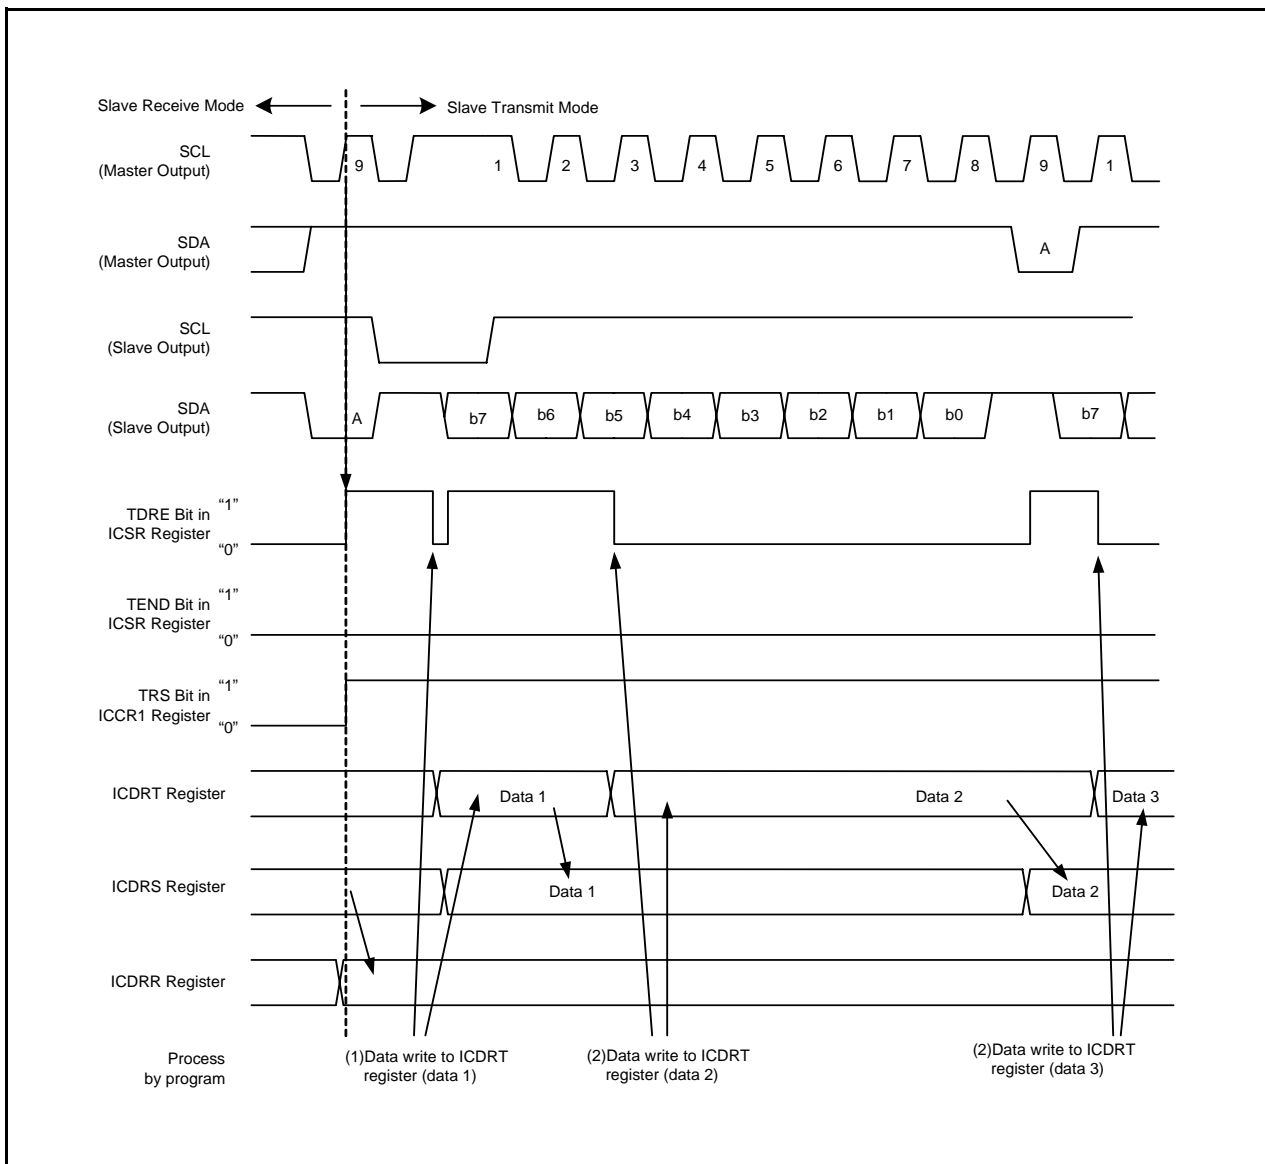 Slave Receive Mode
Slave Transmit Mode
SCL
(Master Output)
9 1 2 3 4 5 6 7 8 9 1
SDA
(Master Output)
A
SCL
(Slave Output)
SDA
(Slave Output)
A b7 b6 b5 b4 b3 b2 b1 b0 b7
TDRE Bit in
ICSR Register
“1”
“0”
TEND Bit in
ICSR Register
“1”
“0”
TRS Bit in
ICCR1 Register
“1”
“0”
ICDRT Register
Data 1
Data 2
Data 3
ICDRS Register
Data 1
Data 2
ICDRR Register
Process
by program
(1)Data write to ICDRT
register (data 1)
(2)Data write to ICDRT
register (data 2)
(2)Data write to ICDRT
register (data 3)